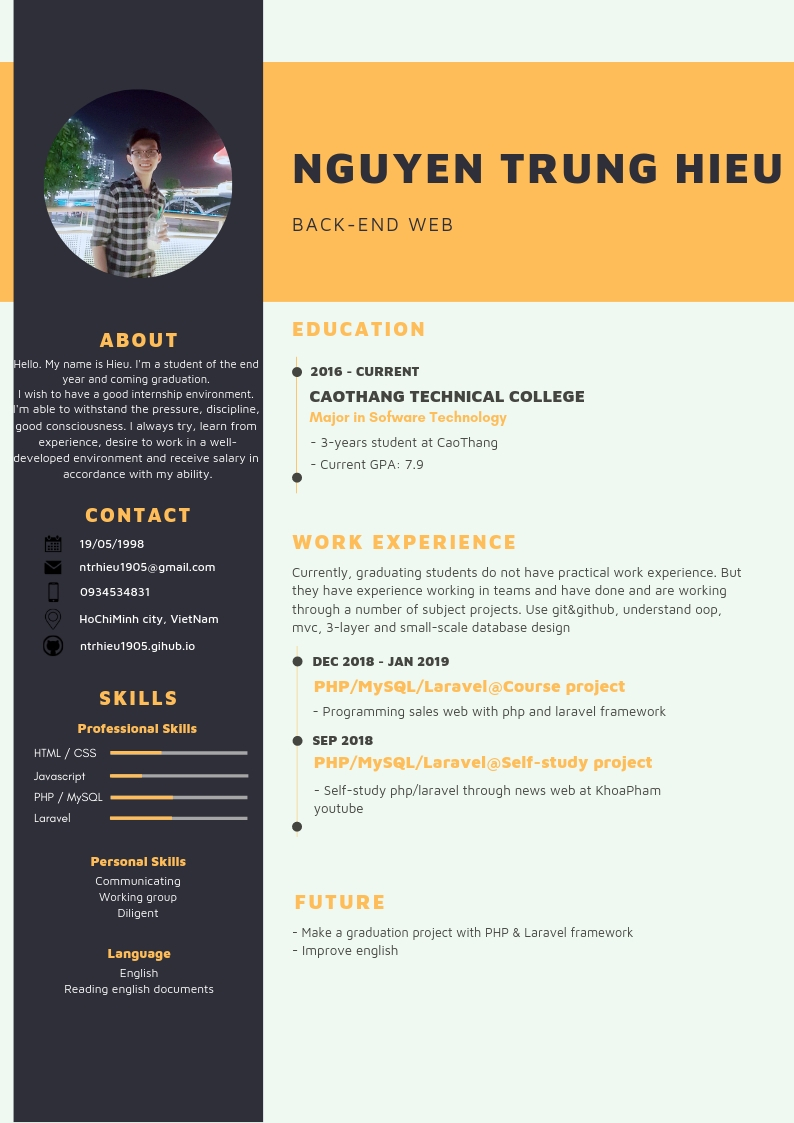 NGUYEN TRUNG HIEU
BACK-END WEB
ABOUT
Hello. My name is Hieu. I'm a student of the end
year and coming graduation.
I wish to have a good internship environment.
I'm able to withstand the pressure, discipline,
good consciousness. I always try, learn from
experience, desire to work in a well-
developed environment and receive salary in
accordance with my ability.
CONTACT
19/05/1998
ntrhieu1905@gmail.com
0934534831
HoChiMinh city, VietNam
ntrhieu1905.gihub.io
SKILLS
Professional Skills
HTML / CSS
Javascript
PHP / MySQL
Laravel
Personal Skills
Communicating
Working group
Diligent
Language
English
Reading english documents
EDUCATION
2016 - CURRENT
CAOTHANG TECHNICAL COLLEGE
Major in Sofware Technology
- 3-years student at CaoThang
- Current GPA: 7.9
WORK EXPERIENCE
Currently, graduating students do not have practical work experience. But
they have experience working in teams and have done and are working
through a number of subject projects. Use git&github, understand oop,
mvc, 3-layer and small-scale database design
DEC 2018 - JAN 2019
PHP/MySQL/Laravel@Course project
- Programming sales web with php and laravel framework
SEP 2018
PHP/MySQL/Laravel@Self-study project
- Self-study php/laravel through news web at KhoaPham
youtube
FUTURE
- Make a graduation project with PHP & Laravel framework
- Improve english